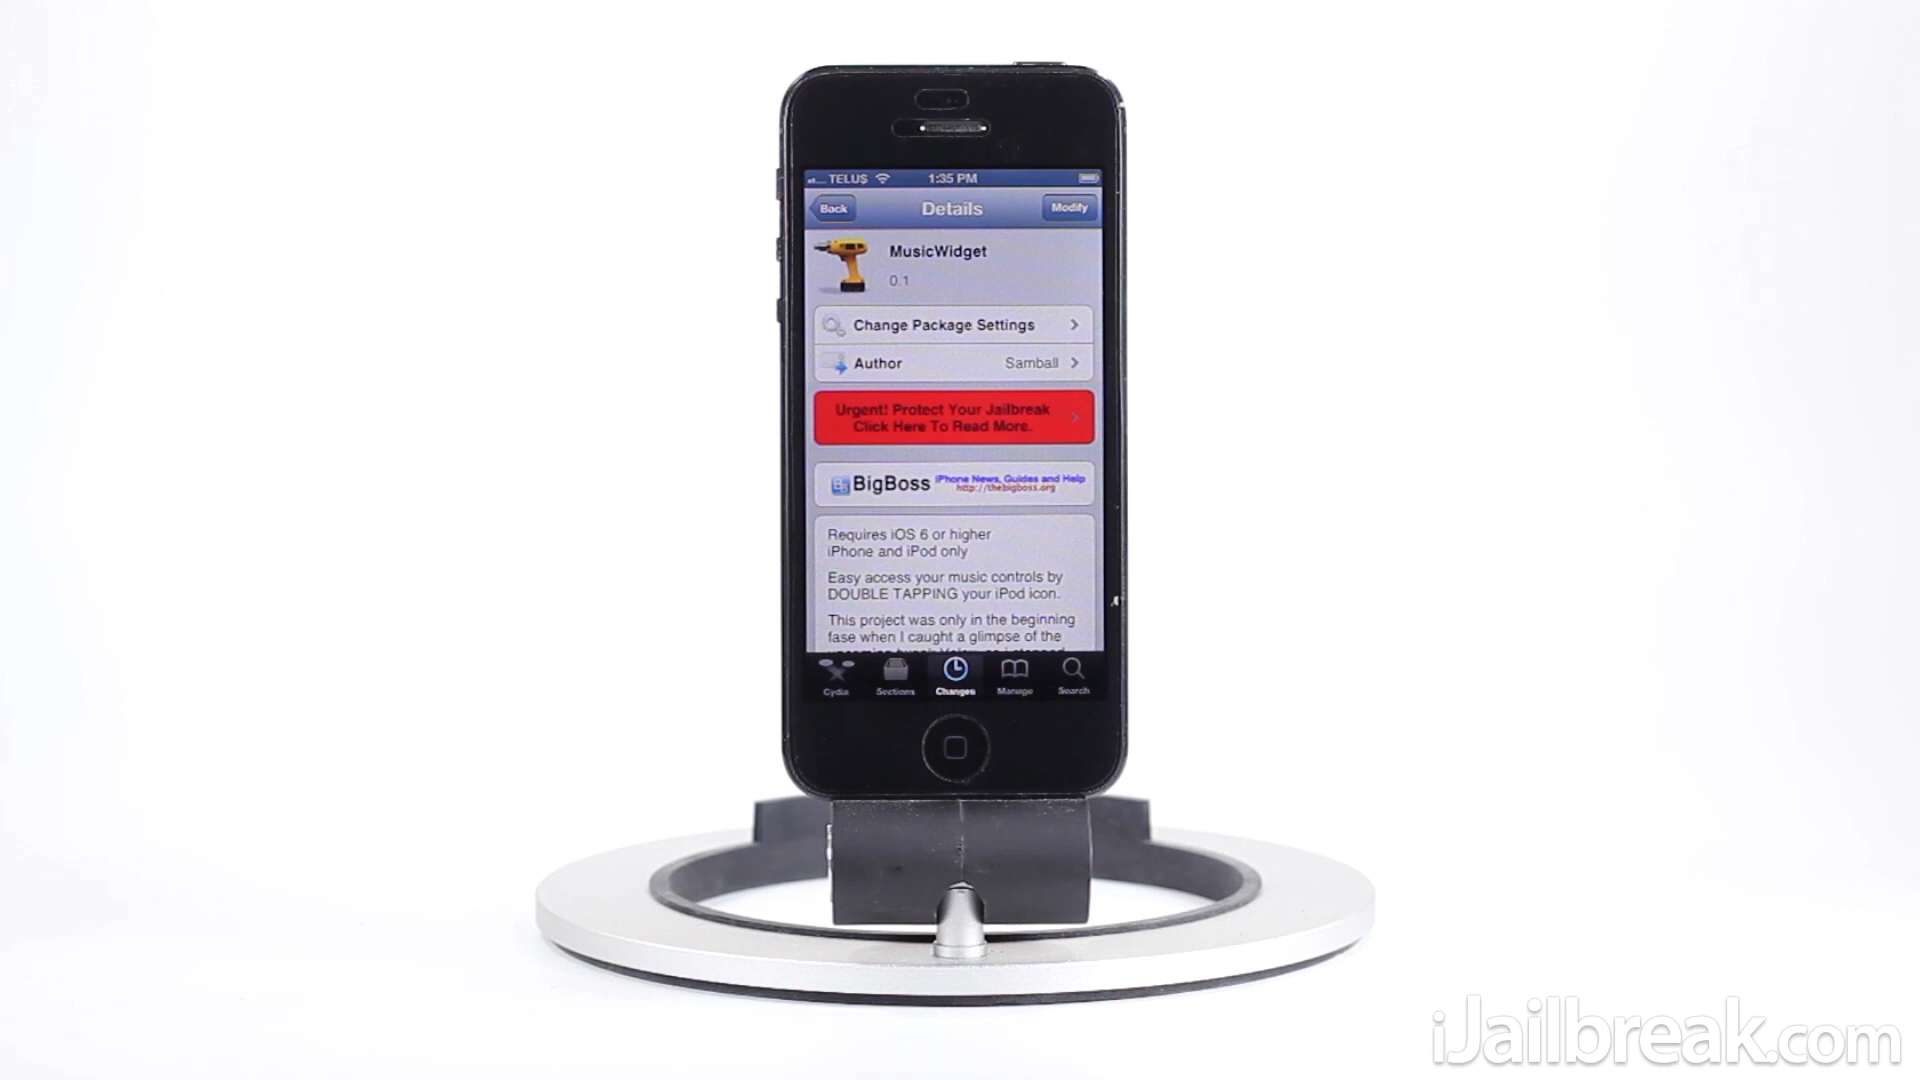 TELUS 1:35 PM
Back Details Modify
MusicWidget
0.1
Change Package Settings
Author Samball
Urgent! Protect Your Jailbreak
Click Here To Read More.
BigBoss iPhone News, Guides and Help
http://thebigboss.org
Requires iOS 6 or higher
iPhone and iPod only
Easy access your music controls by
DOUBLE TAPPING your iPod icon.
This project was only in the beginning
fase when I caught a glimpse of the
Cydia Sections Changes Manage Search
iJailbreak.com